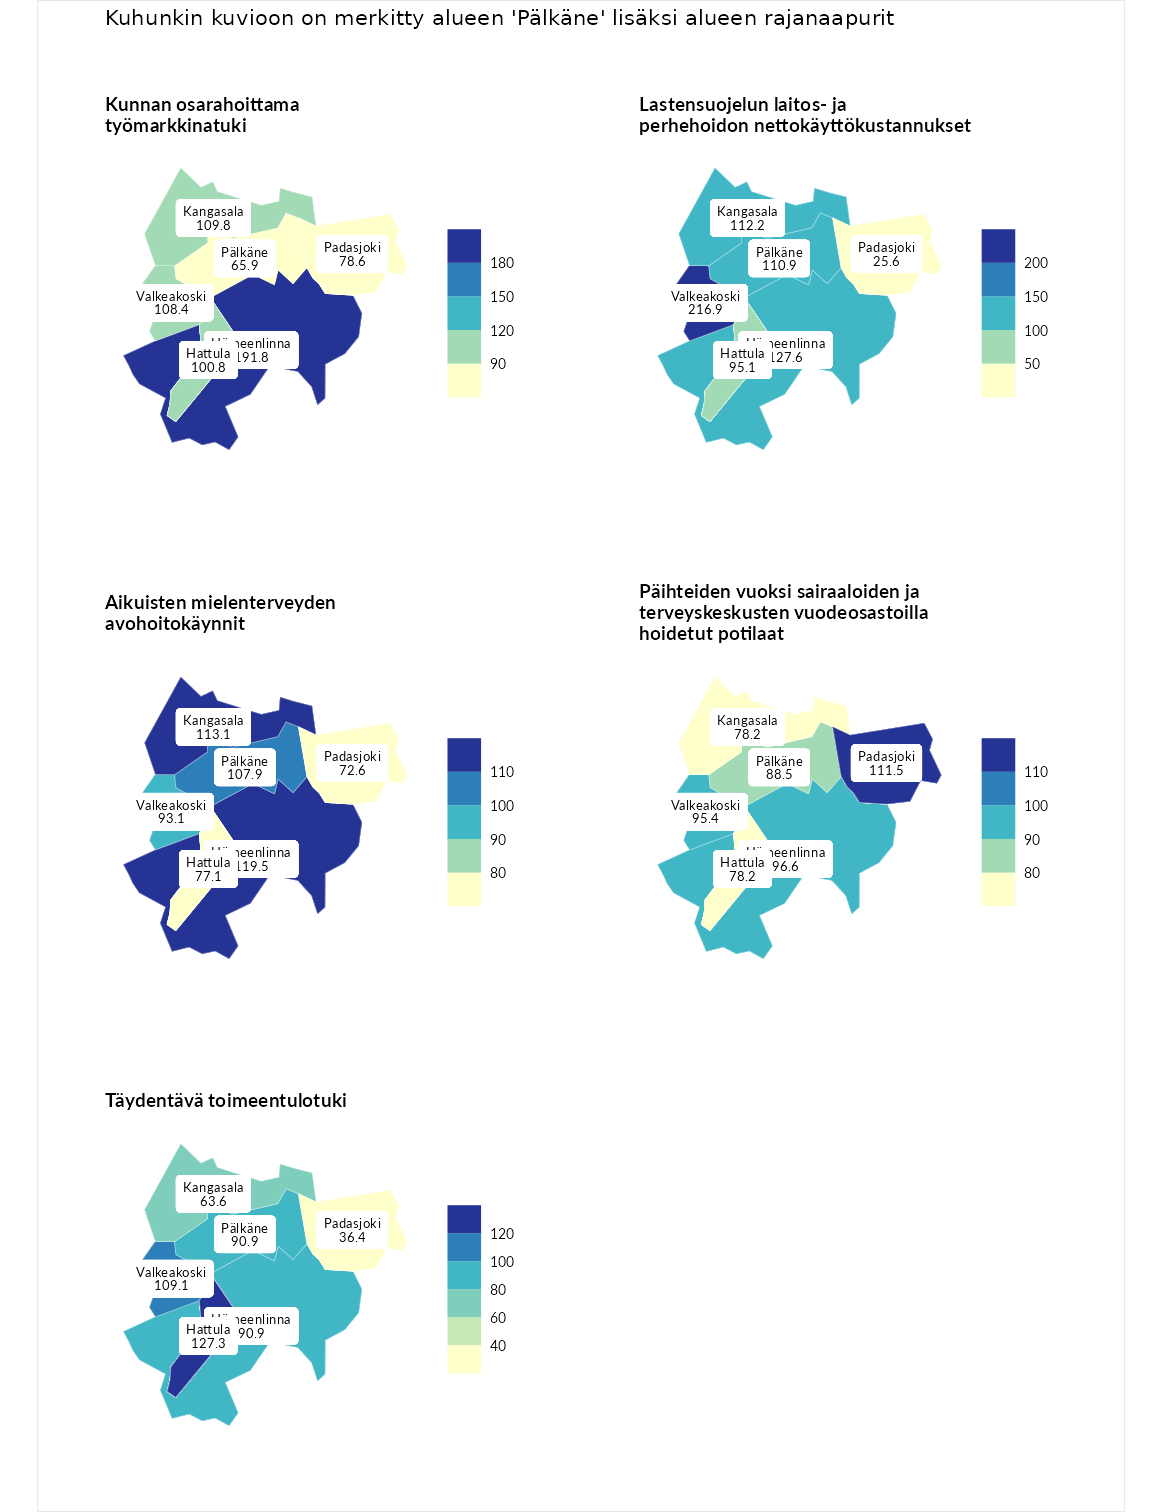 Kuhunkin kuvioon on merkitty alueen 'Pälkäne' lisäksi alueen rajanaapurit
Kunnan osarahoittama
työmarkkinatuki
Kangasala
109.8
Pälkäne
65.9
Padasjoki
78.6
Valkeakoski
108.4
Hattula
100.8
191.8
180
150
120
90
Lastensuojelun laitos- ja
perhehoidon nettokäyttökustannukset
Kangasala
112.2
Pälkäne
110.9
Padasjoki
25.6
Valkeakoski
216.9
Hattula
95.1
127.6
200
150
100
50
Aikuisten mielenterveyden
avohoitokäynnit
Kangasala
113.1
Pälkäne
107.9
Padasjoki
72.6
Valkeakoski
93.1
Hattula
77.1
119.5
110
100
90
80
Päihteiden vuoksi sairaaloiden ja
terveyskeskusten vuodeosastoilla
hoidetut potilaat
Kangasala
78.2
Pälkäne
88.5
Padasjoki
111.5
Valkeakoski
95.4
Hattula
78.2
96.6
110
100
90
80
Täydentävä toimeentulotuki
Kangasala
63.6
Pälkäne
90.9
Padasjoki
36.4
Valkeakoski
109.1
Hattula
127.3
90.9
120
100
80
60
40